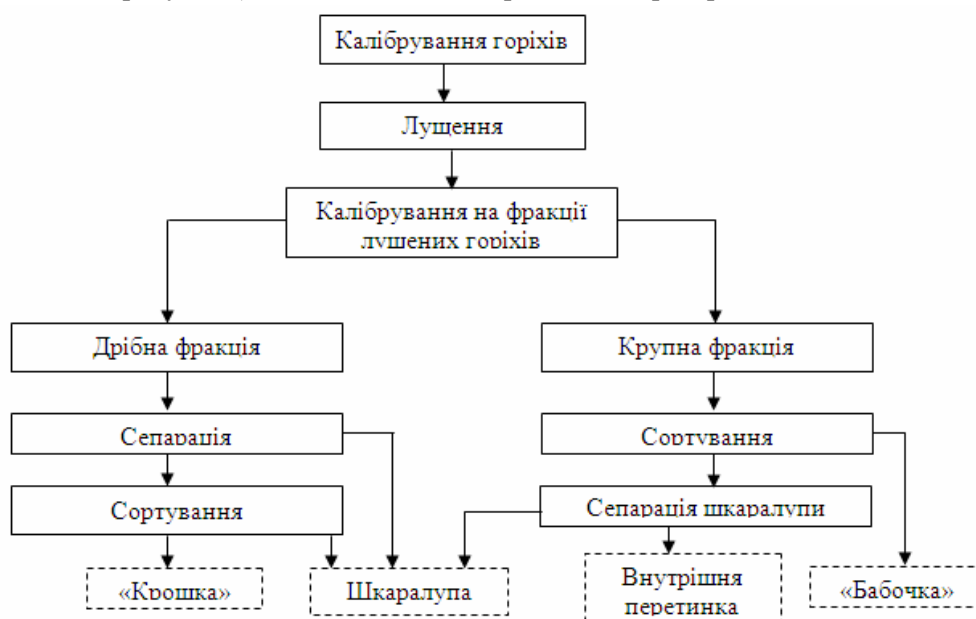 Калібрування горіхів
Лущення
Калібрування на фракції
лущених горіхів
Дрібна фракція
Крупна фракція
Сепарація
Сортування
Сортування
Сепарація шкаралупи
«Крошка»
Шкаралупа
Внутрішня
перетинка
«Бабочка»